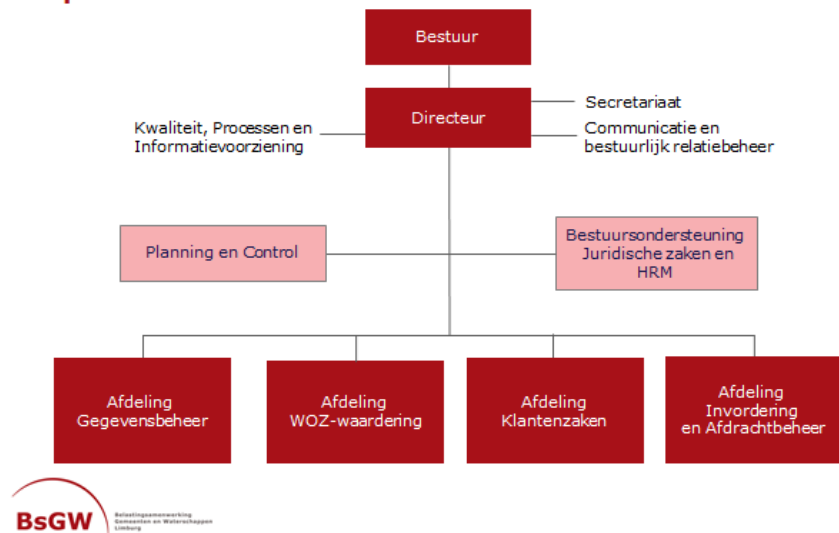 Bestuur
Directeur
Secretariaat
Kwaliteit, Processen en
Informatievoorziening
Communicatie en
bestuurlijk relatiebeheer
Planning en Control
Bestuursondersteuning
Juridische zaken en
HRM
Afdeling
Gegevensbeheer
Afdeling
WOZ-waardering
Afdeling
Klantenzaken
Afdeling
Invordering
en Afdrachtbeheer
BsGW
Belastingsamenwerking
Gemeenten en Waterschappen
Limburg